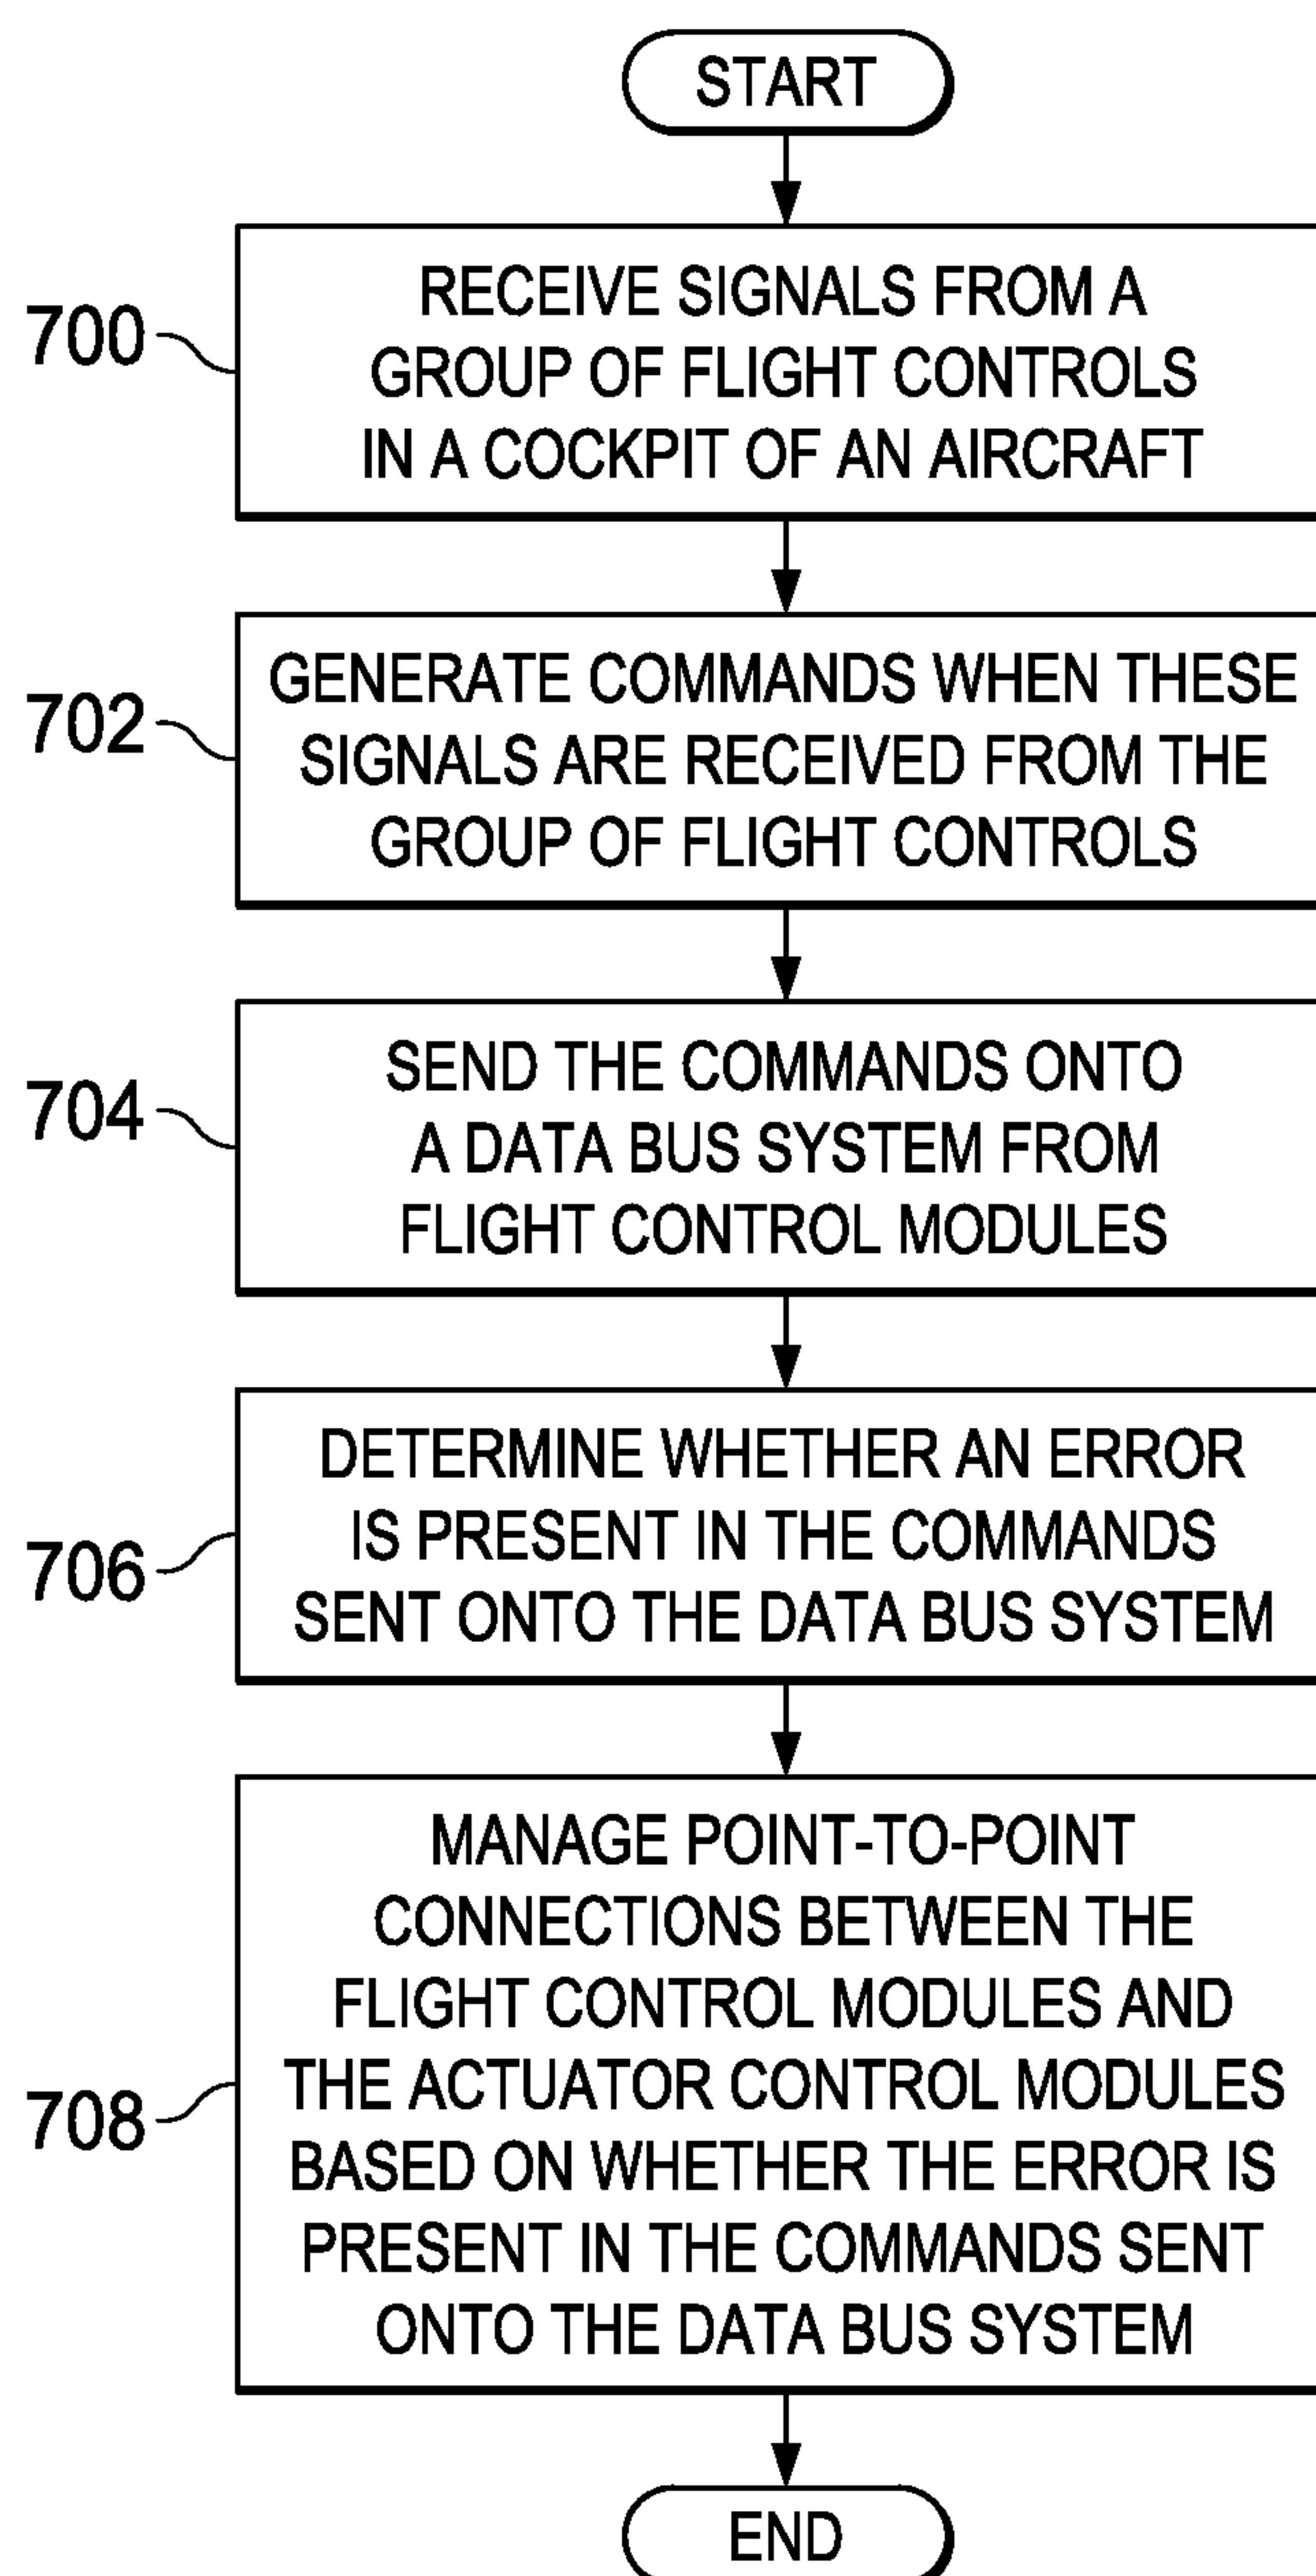 START
700
RECEIVE SIGNALS FROM A
GROUP OF FLIGHT CONTROLS
IN A COCKPIT OF AN AIRCRAFT
702
GENERATE COMMANDS WHEN THESE
SIGNALS ARE RECEIVED FROM THE
GROUP OF FLIGHT CONTROLS
704
SEND THE COMMANDS ONTO
A DATA BUS SYSTEM FROM
FLIGHT CONTROL MODULES
706
DETERMINE WHETHER AN ERROR
IS PRESENT IN THE COMMANDS
SENT ONTO THE DATA BUS SYSTEM
708
MANAGE POINT-TO-POINT
CONNECTIONS BETWEEN THE
FLIGHT CONTROL MODULES AND
THE ACTUATOR CONTROL MODULES
BASED ON WHETHER THE ERROR IS
PRESENT IN THE COMMANDS SENT
ONTO THE DATA BUS SYSTEM
END